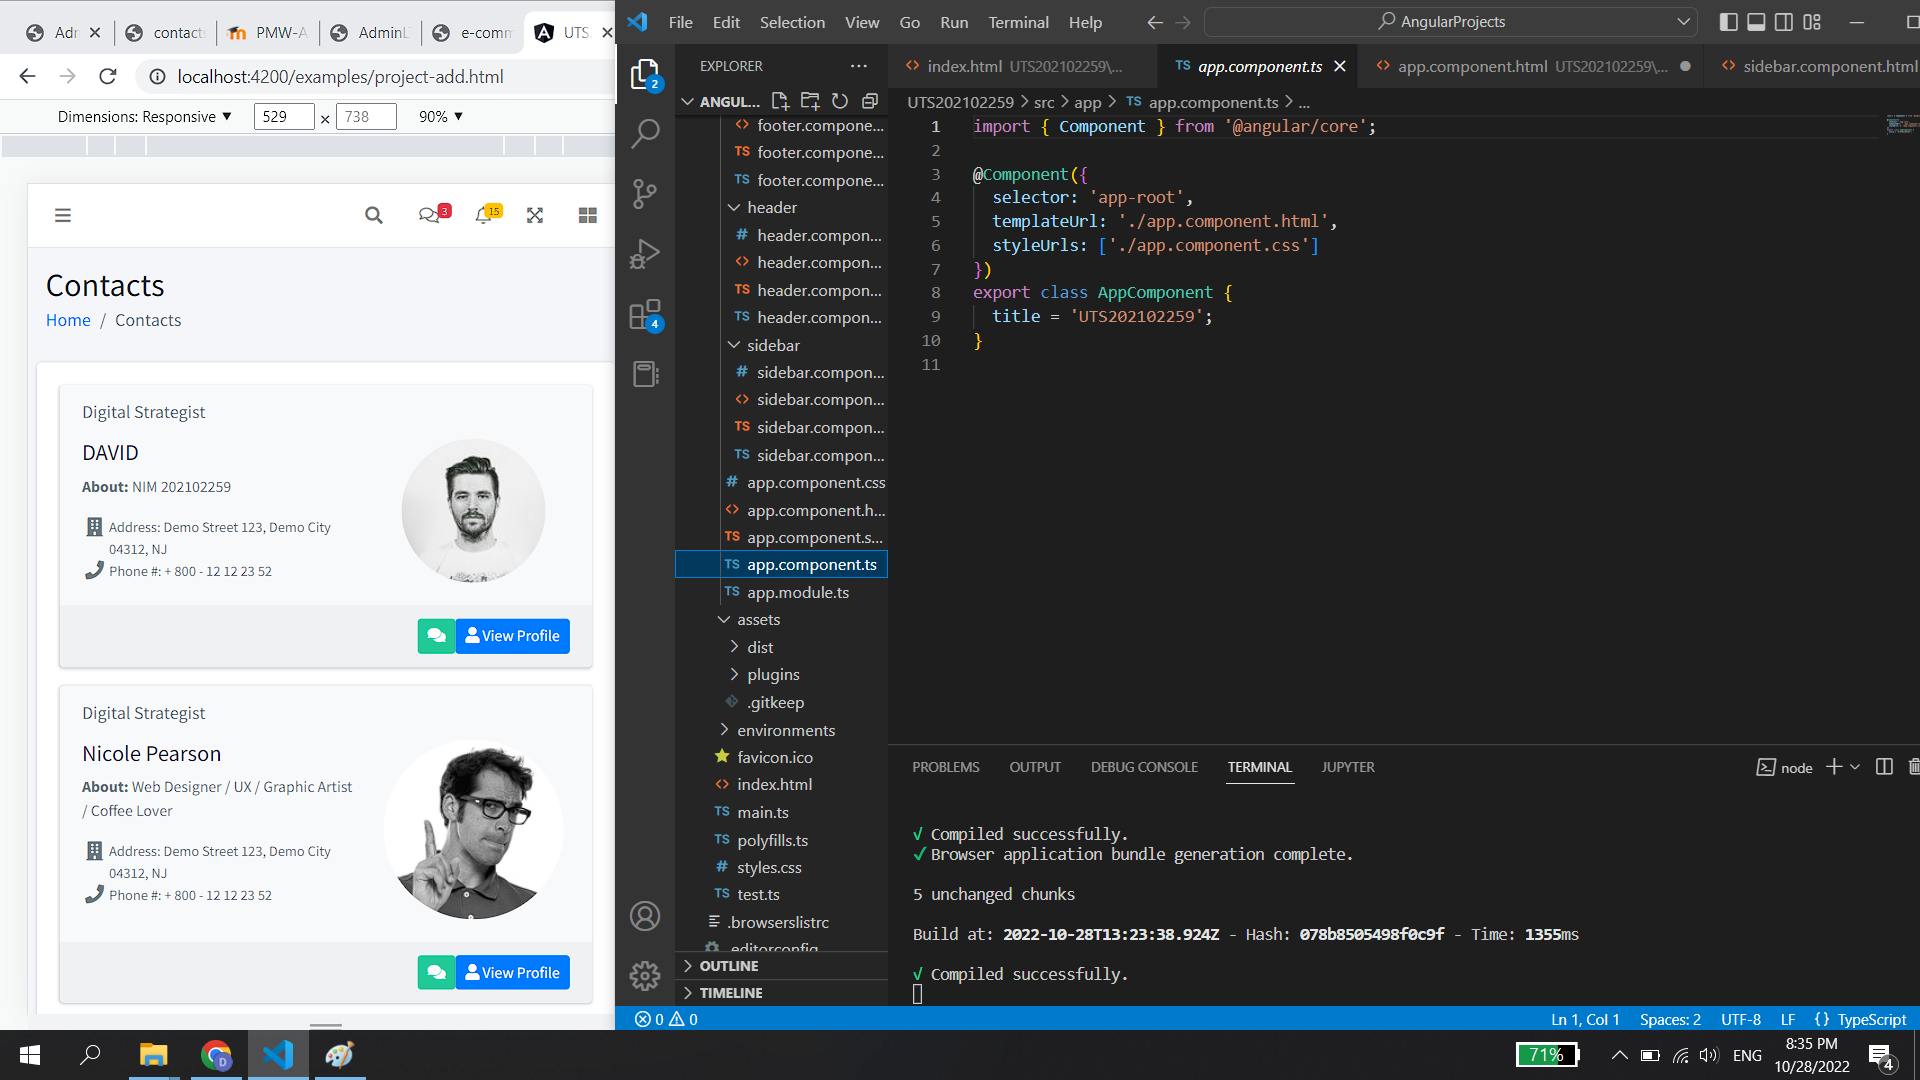 Adm
contacts
PMW-A
AdminL
e-comm
UTS
localhost:4200/examples/project-add.html
Dimensions: Responsive ▼ 529 × 738 90% ▼
3
15
Contacts
Home / Contacts
Digital Strategist
DAVID
About: NIM 202102259
Address: Demo Street 123, Demo City
04312, NJ
Phone #: + 800 - 12 12 23 52
View Profile
Digital Strategist
Nicole Pearson
About: Web Designer / UX / Graphic Artist
/ Coffee Lover
Address: Demo Street 123, Demo City
04312, NJ
Phone #: + 800 - 12 12 23 52
View Profile
File Edit Selection View Go Run Terminal Help
AngularProjects
2
4
EXPLORER ...
ANGUL...
footer.compone...
footer.compone...
footer.compone...
header
header.compon...
header.compon...
header.compon...
header.compon...
sidebar
sidebar.compon...
sidebar.compon...
sidebar.compon...
sidebar.compon...
app.component.css
app.component.h...
app.component.s...
app.component.ts
app.module.ts
assets
dist
plugins
.gitkeep
environments
favicon.ico
index.html
main.ts
polyfills.ts
styles.css
test.ts
.browserslistrc
.editorconfig
OUTLINE
TIMELINE
index.html UTS202102259\...
TS app.component.ts
app.component.html UTS202102259\...
sidebar.component.html
UTS202102259 > src > app > TS app.component.ts > ...
1 import { Component } from '@angular/core';
2
3 @Component({
4 selector: 'app-root',
5 templateUrl: './app.component.html',
6 styleUrls: ['./app.component.css']
7 })
8 export class AppComponent {
9 title = 'UTS202102259';
10 }
11
PROBLEMS OUTPUT DEBUG CONSOLE TERMINAL JUPYTER
node
√ Compiled successfully.
✓ Browser application bundle generation complete.
5 unchanged chunks
Build at: 2022-10-28T13:23:38.924Z - Hash: 078b8505498f0c9f - Time: 1355ms
√ Compiled successfully.
0 0
Ln 1, Col 1 Spaces: 2 UTF-8 LF {} TypeScript
71%
ENG
8:35 PM
10/28/2022
4